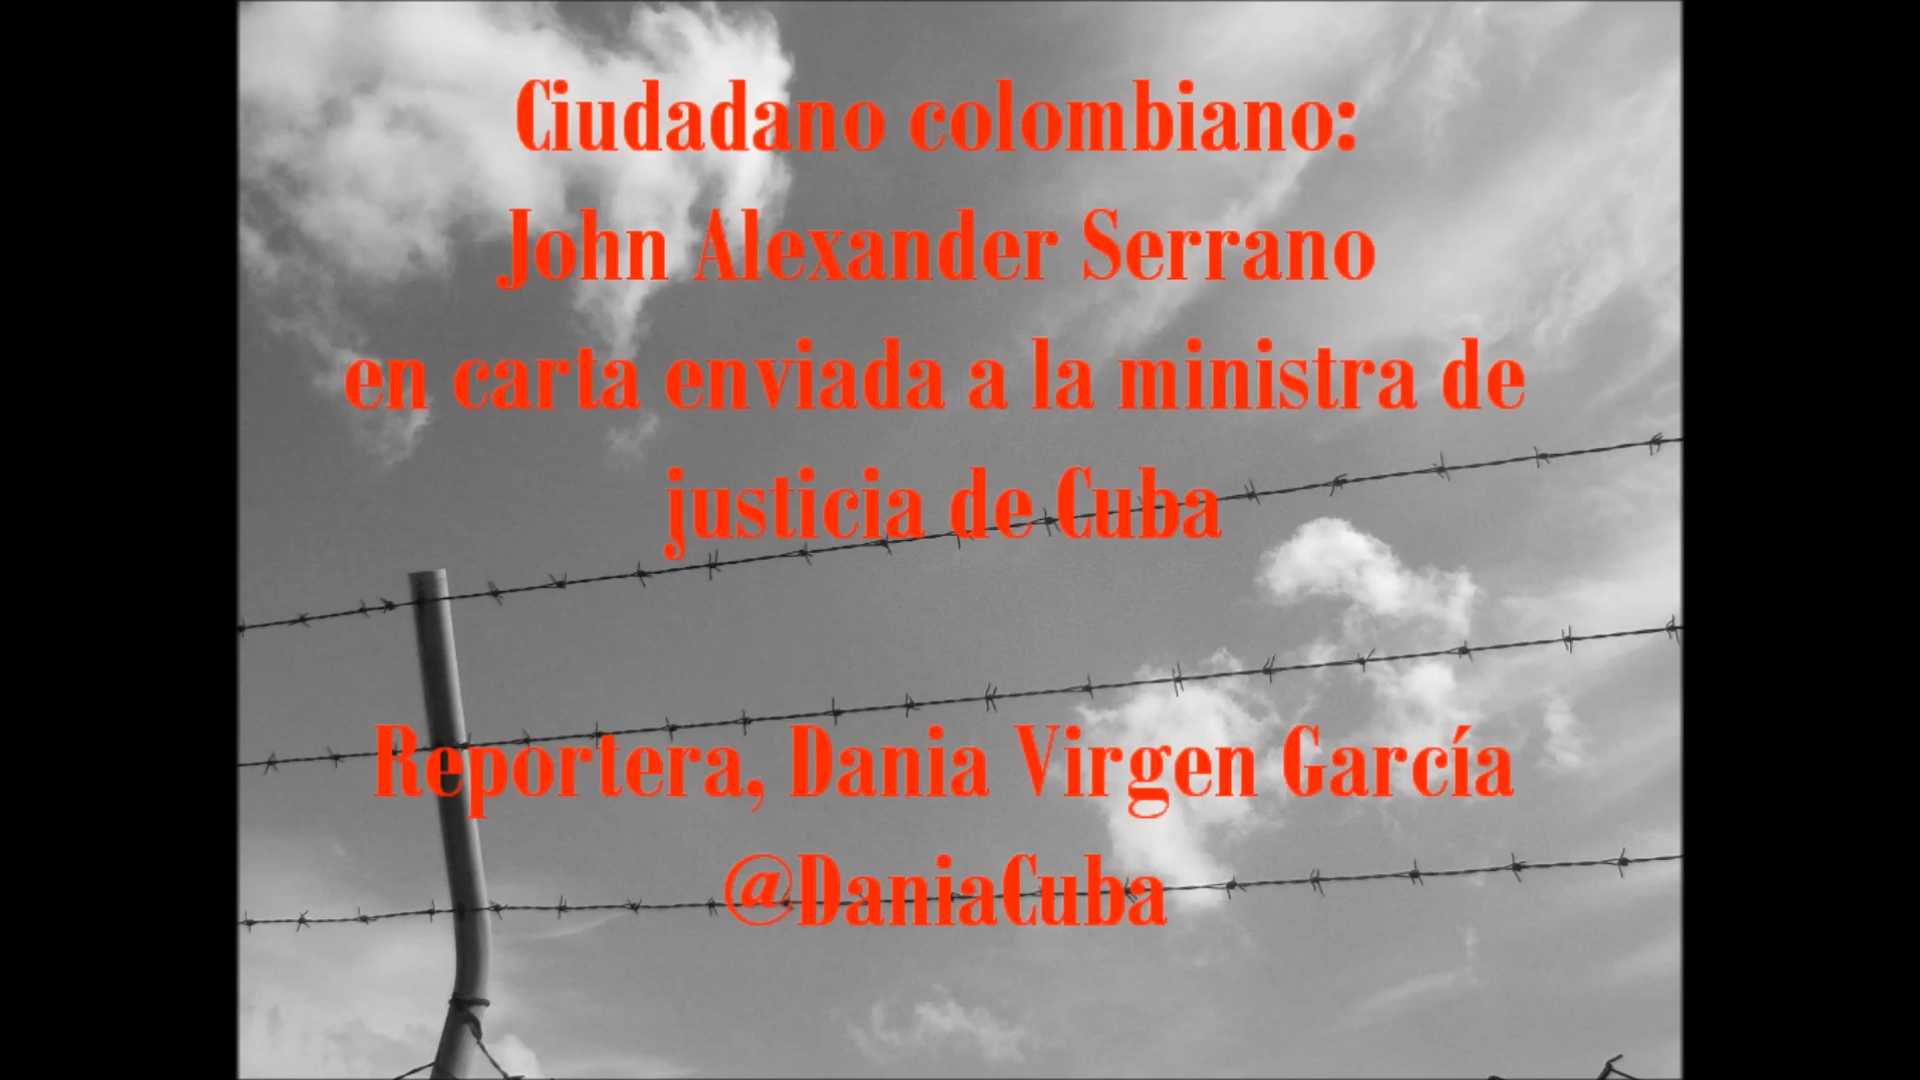 Ciudadano colombiano:
John Alexander Serrano
en carta enviada a la ministra de
justicia de Cuba
Reportera, Dania Virgen García
@DaniaCuba